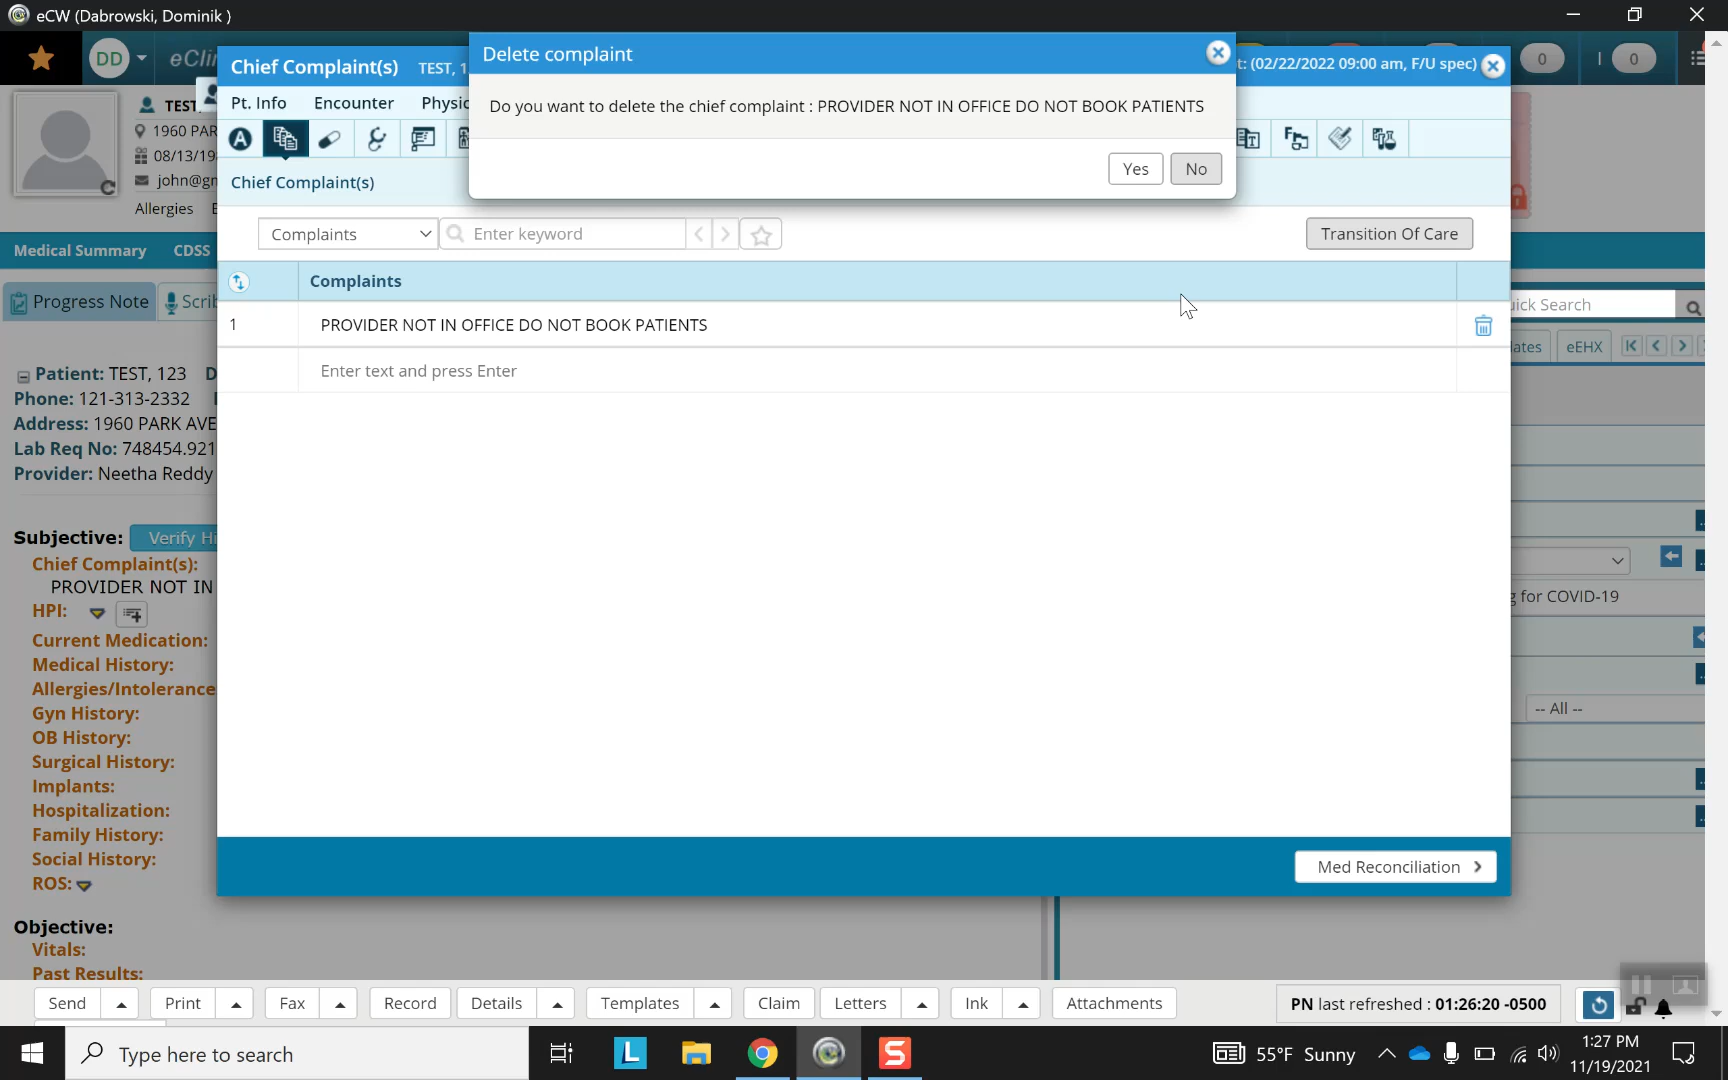 eCW (Dabrowski, Dominik )
DD
eClin
Chief Complaint(s) TEST, 1
Delete complaint
t: (02/22/2022 09:00 am, F/U spec)
0
0
Pt. Info Encounter Physic
Do you want to delete the chief complaint : PROVIDER NOT IN OFFICE DO NOT BOOK PATIENTS
Yes No
TEST,
1960 PAR
08/13/19
john@gm
Allergies
Chief Complaint(s)
Complaints
Enter keyword
Transition Of Care
Medical Summary CDSS
Complaints
Progress Note
Scrib
1 PROVIDER NOT IN OFFICE DO NOT BOOK PATIENTS
Enter text and press Enter
uick Search
ates eEHX
Patient: TEST, 123 D
Phone: 121-313-2332
Address: 1960 PARK AVE
Lab Req No: 748454.921
Provider: Neetha Reddy
Subjective: Verify Hi
Chief Complaint(s):
PROVIDER NOT IN
HPI:
Current Medication:
Medical History:
Allergies/Intolerance
Gyn History:
OB History:
Surgical History:
Implants:
Hospitalization:
Family History:
Social History:
ROS:
Objective:
Vitals:
Past Results:
g for COVID-19
-- All --
Med Reconciliation
Send Print Fax Record Details Templates Claim Letters Ink Attachments
PN last refreshed : 01:26:20 -0500
Type here to search
L
S
55°F Sunny
1:27 PM
11/19/2021